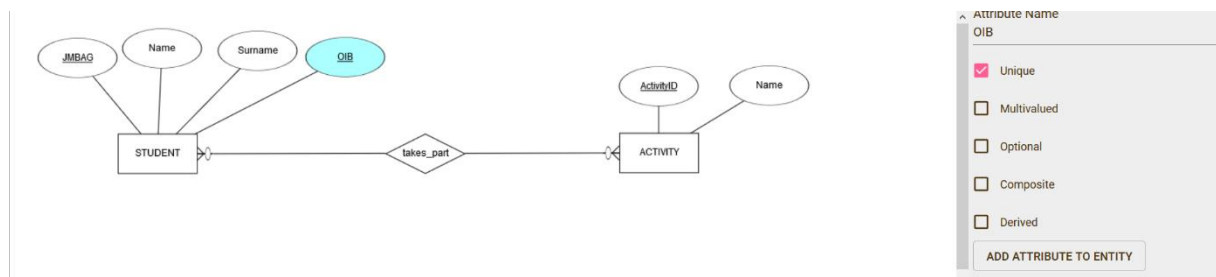 JMBAG
Name
Surname
OIB
ActivityID
Name
STUDENT
takes_part
ACTIVITY
Attribute Name
OIB
Unique
Multivalued
Optional
Composite
Derived
ADD ATTRIBUTE TO ENTITY